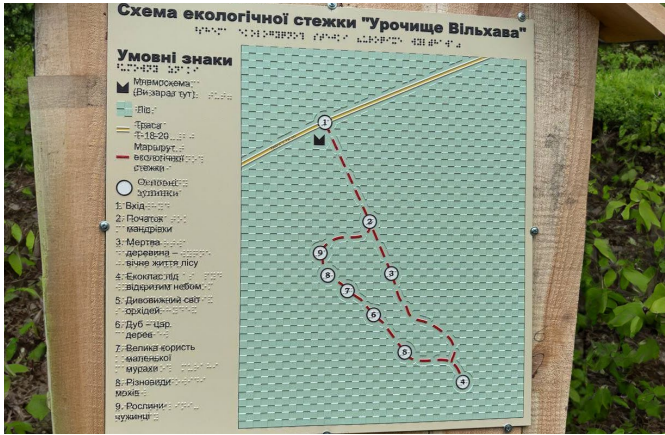 Схема екологічної стежки "Урочище Вільхава"
Умовні знаки
Мнемосхема
(Ви зараз тут)
Ліс
Траса
Т-18-20
Маршрут
екологічної
стежки
Основні
зупинки
1. Вхід
2. Початок
мандрівки
3. Мертва
деревина –
вічне життя лісу
4. Екоклас під
відкритим небом
5. Дивовижний світ
орхідей
6. Дуб – цар
дерев
7. Велика користь
маленької
мурахи
8. Різновиди
мохів
9. Рослини-
чужинці
1
2
9
3
8
7
6
5
4